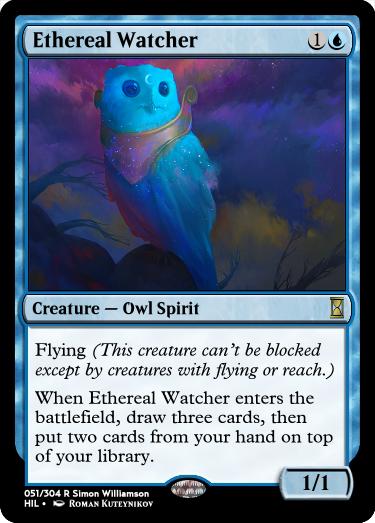 Ethereal Watcher 1
Creature — Owl Spirit
Flying (This creature can't be blocked
except by creatures with flying or reach.)
When Ethereal Watcher enters the
battlefield, draw three cards, then
put two cards from your hand on top
of your library.
1/1
051/304 R Simon Williamson
HIL • Roman Kuteynikov